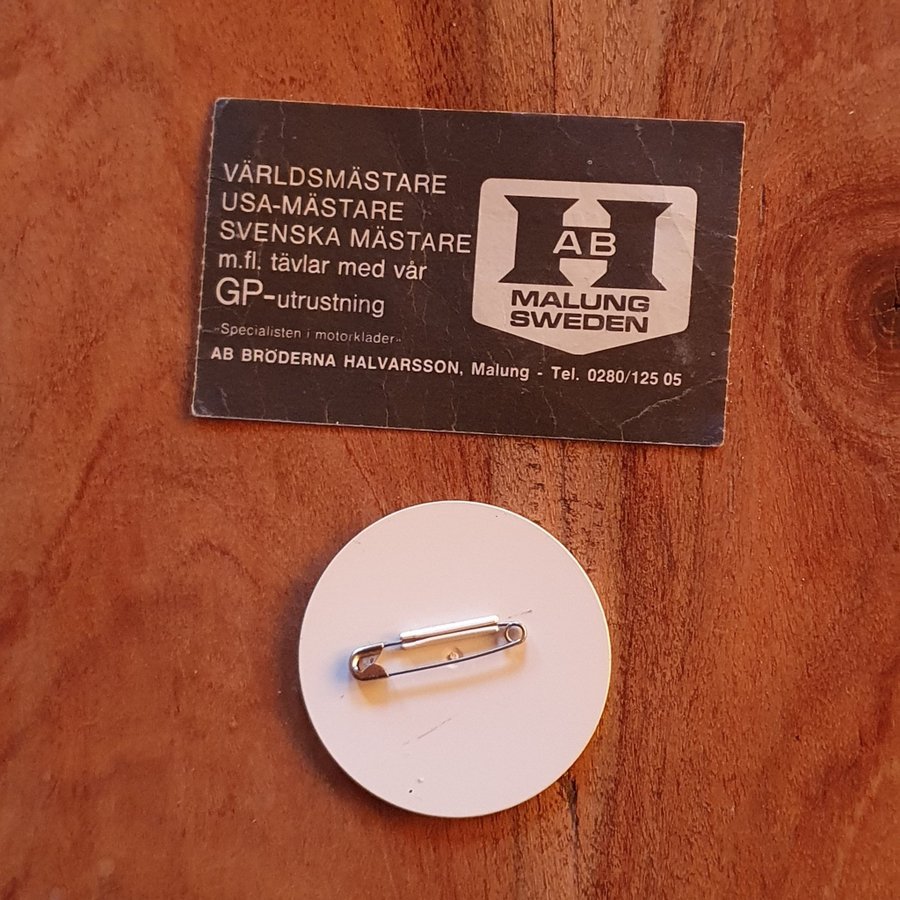 VÄRLDSMÄSTARE
USA-MÄSTARE
SVENSKA MÄSTARE
m.fl. tävlar med vår
GP-utrustning
»Specialisten i motorkläder»
AB BRÖDERNA HALVARSSON, Malung - Tel. 0280/125 05
H
AB
MALUNG
SWEDEN